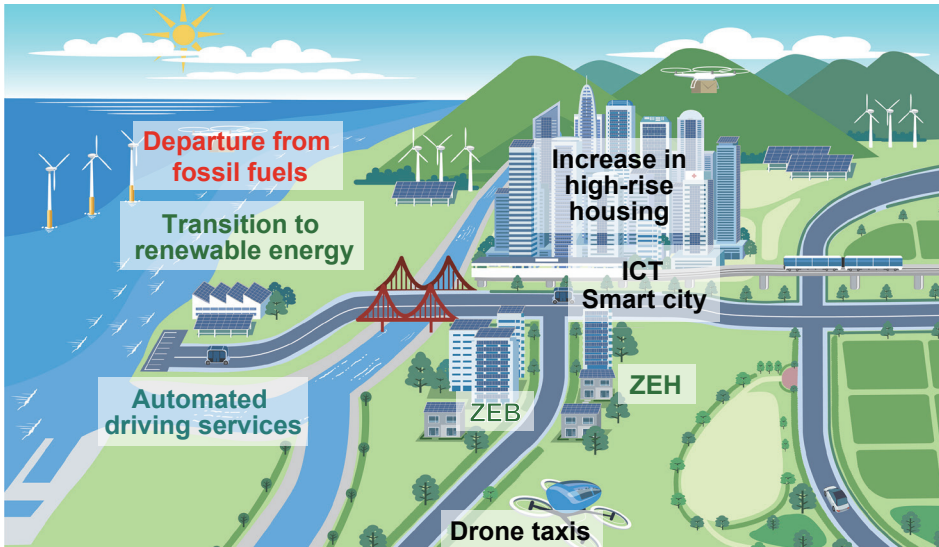 Departure from
fossil fuels
Increase in
high-rise
housing
Transition to
renewable energy
ICT
Smart city
Automated
driving services
ZEB
ZEH
Drone taxis